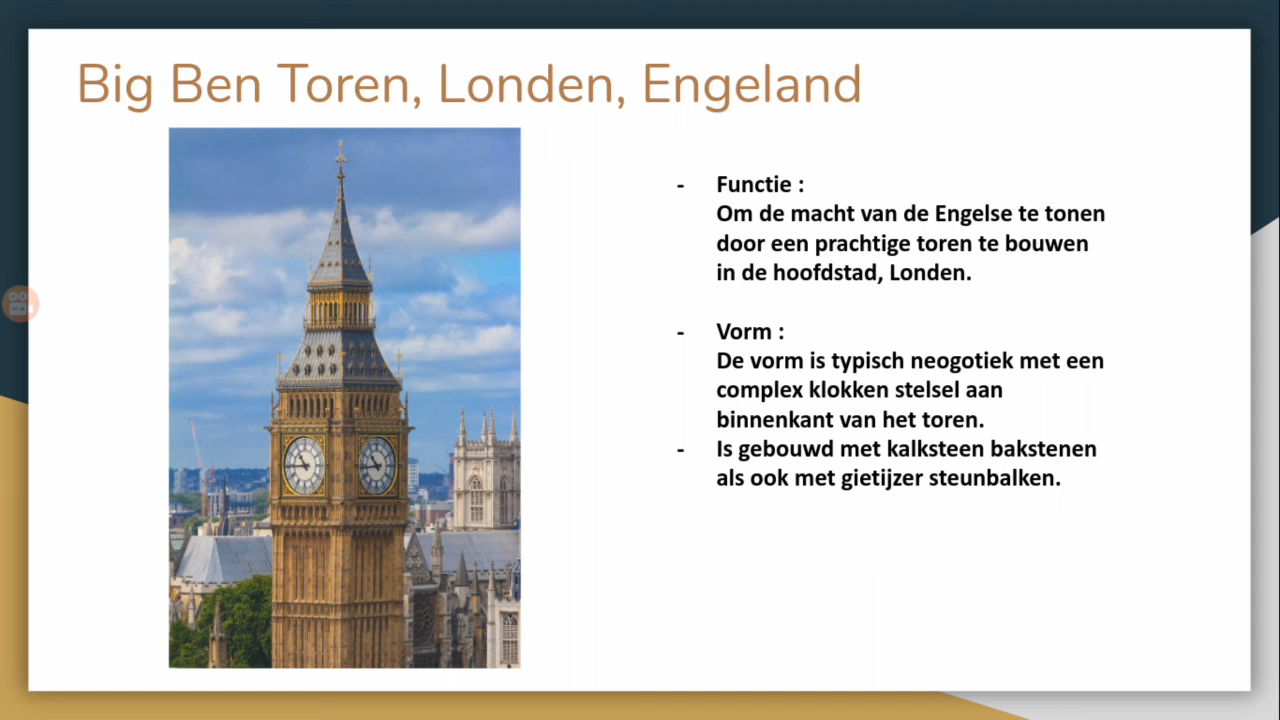 Big Ben Toren, Londen, Engeland
- Functie :
Om de macht van de Engelse te tonen
door een prachtige toren te bouwen
in de hoofdstad, Londen.
- Vorm :
De vorm is typisch neogotiek met een
complex klokken stelsel aan
binnenkant van het toren.
- Is gebouwd met kalksteen bakstenen
als ook met gietijzer steunbalken.